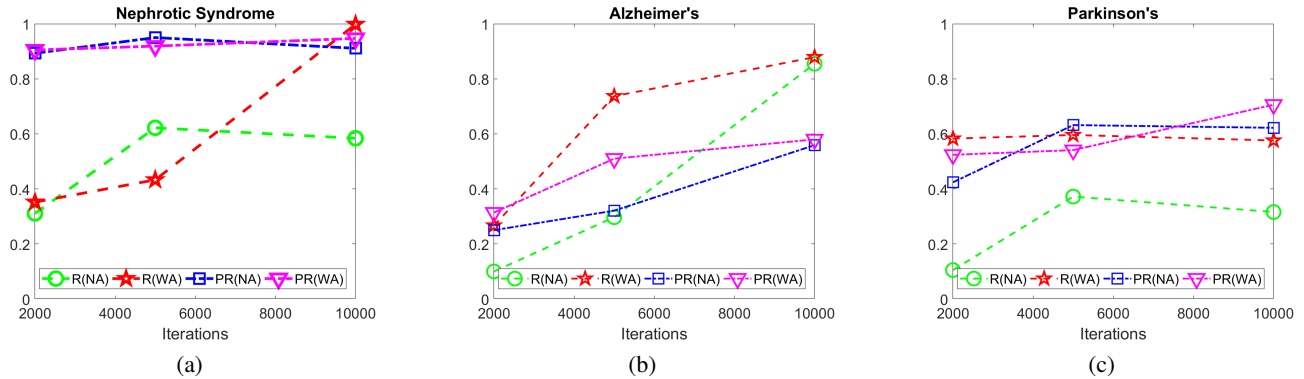 Nephrotic Syndrome
1
0.8
0.6
0.4
0.2
0
R(NA) R(WA) PR(NA) PR(WA)
2000 4000 6000 8000 10000
Iterations
(a)
Alzheimer's
1
0.8
0.6
0.4
0.2
0
R(NA) R(WA) PR(NA) PR(WA)
2000 4000 6000 8000 10000
Iterations
(b)
Parkinson's
1
0.8
0.6
0.4
0.2
0
R(NA) R(WA) PR(NA) PR(WA)
2000 4000 6000 8000 10000
Iterations
(c)